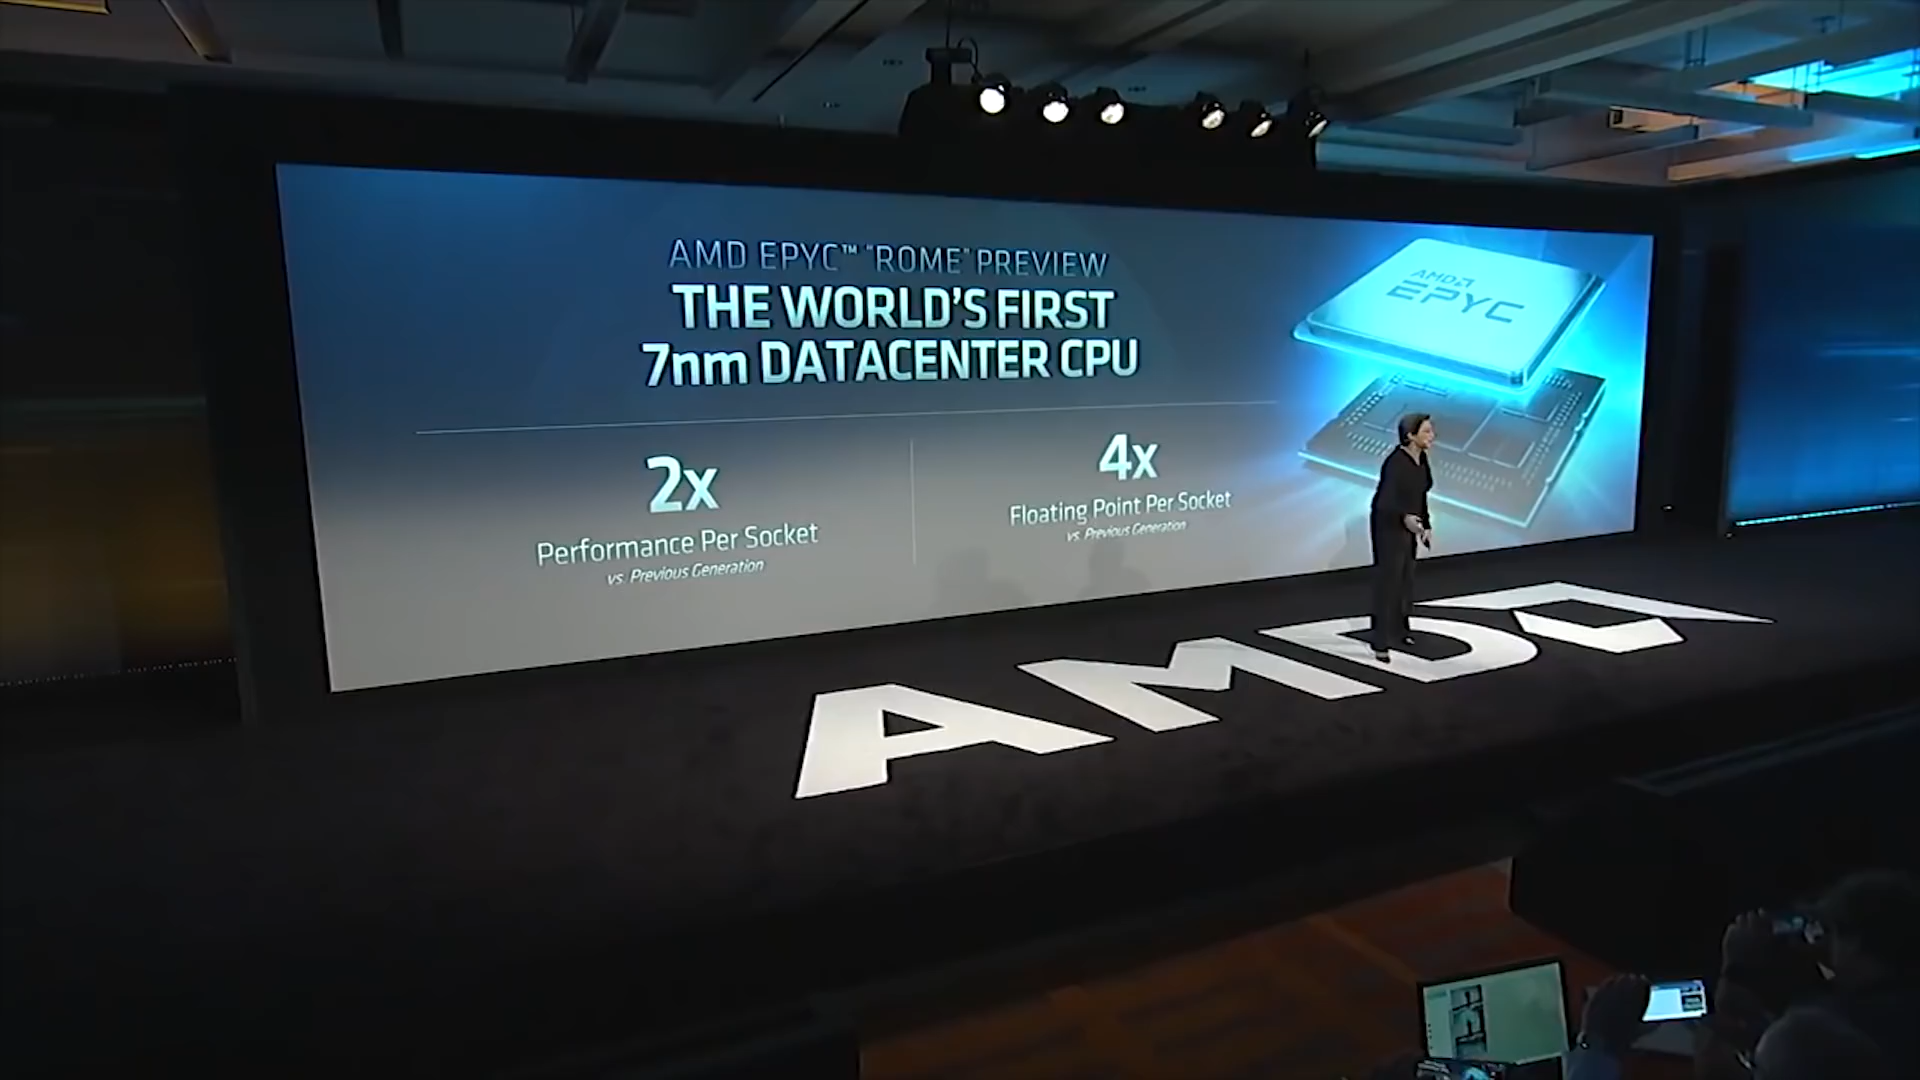 AMD EPYC™ "ROME" PREVIEW
THE WORLD'S FIRST
7nm DATACENTER CPU
2x
Performance Per Socket
vs. Previous Generation
4x
Floating Point Per Socket
vs. Previous Generation
AMD
EPYC
AMD